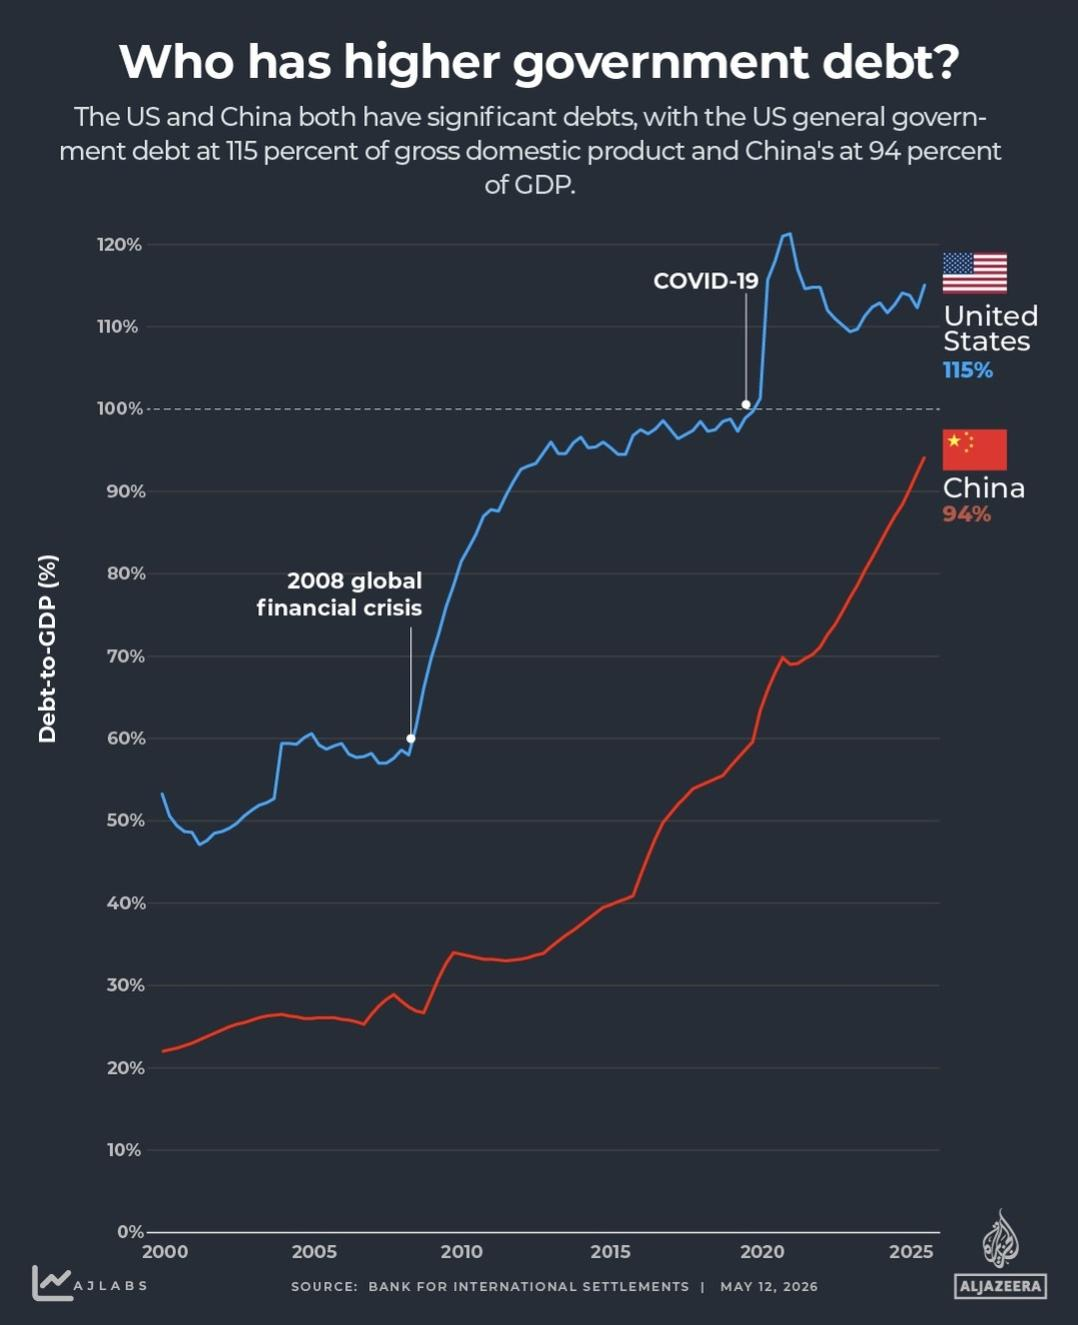 Who has higher government debt?
The US and China both have significant debts, with the US general govern-
ment debt at 115 percent of gross domestic product and China's at 94 percent
of GDP.
120%
COVID-19
United
States
115%
110%
100%
China
94%
90%
80%
2008 global
financial crisis
Debt-to-GDP (%)
70%
60%
50%
40%
30%
20%
10%
0%
2000 2005 2010 2015 2020 2025
AJLABS
SOURCE: BANK FOR INTERNATIONAL SETTLEMENTS | MAY 12, 2026
ALJAZEERA